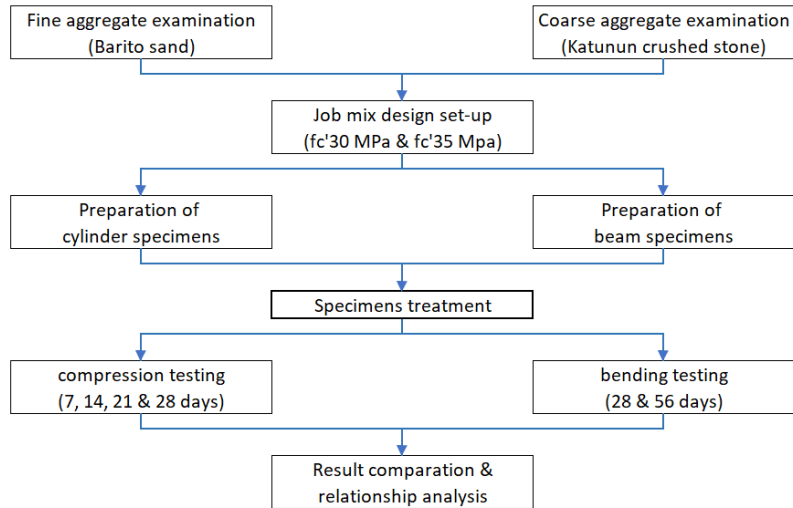 Fine aggregate examination
(Barito sand)
Coarse aggregate examination
(Katunun crushed stone)
Job mix design set-up
(fc'30 MPa & fc'35 Mpa)
Preparation of
cylinder specimens
Preparation of
beam specimens
Specimens treatment
compression testing
(7, 14, 21 & 28 days)
bending testing
(28 & 56 days)
Result comparation &
relationship analysis